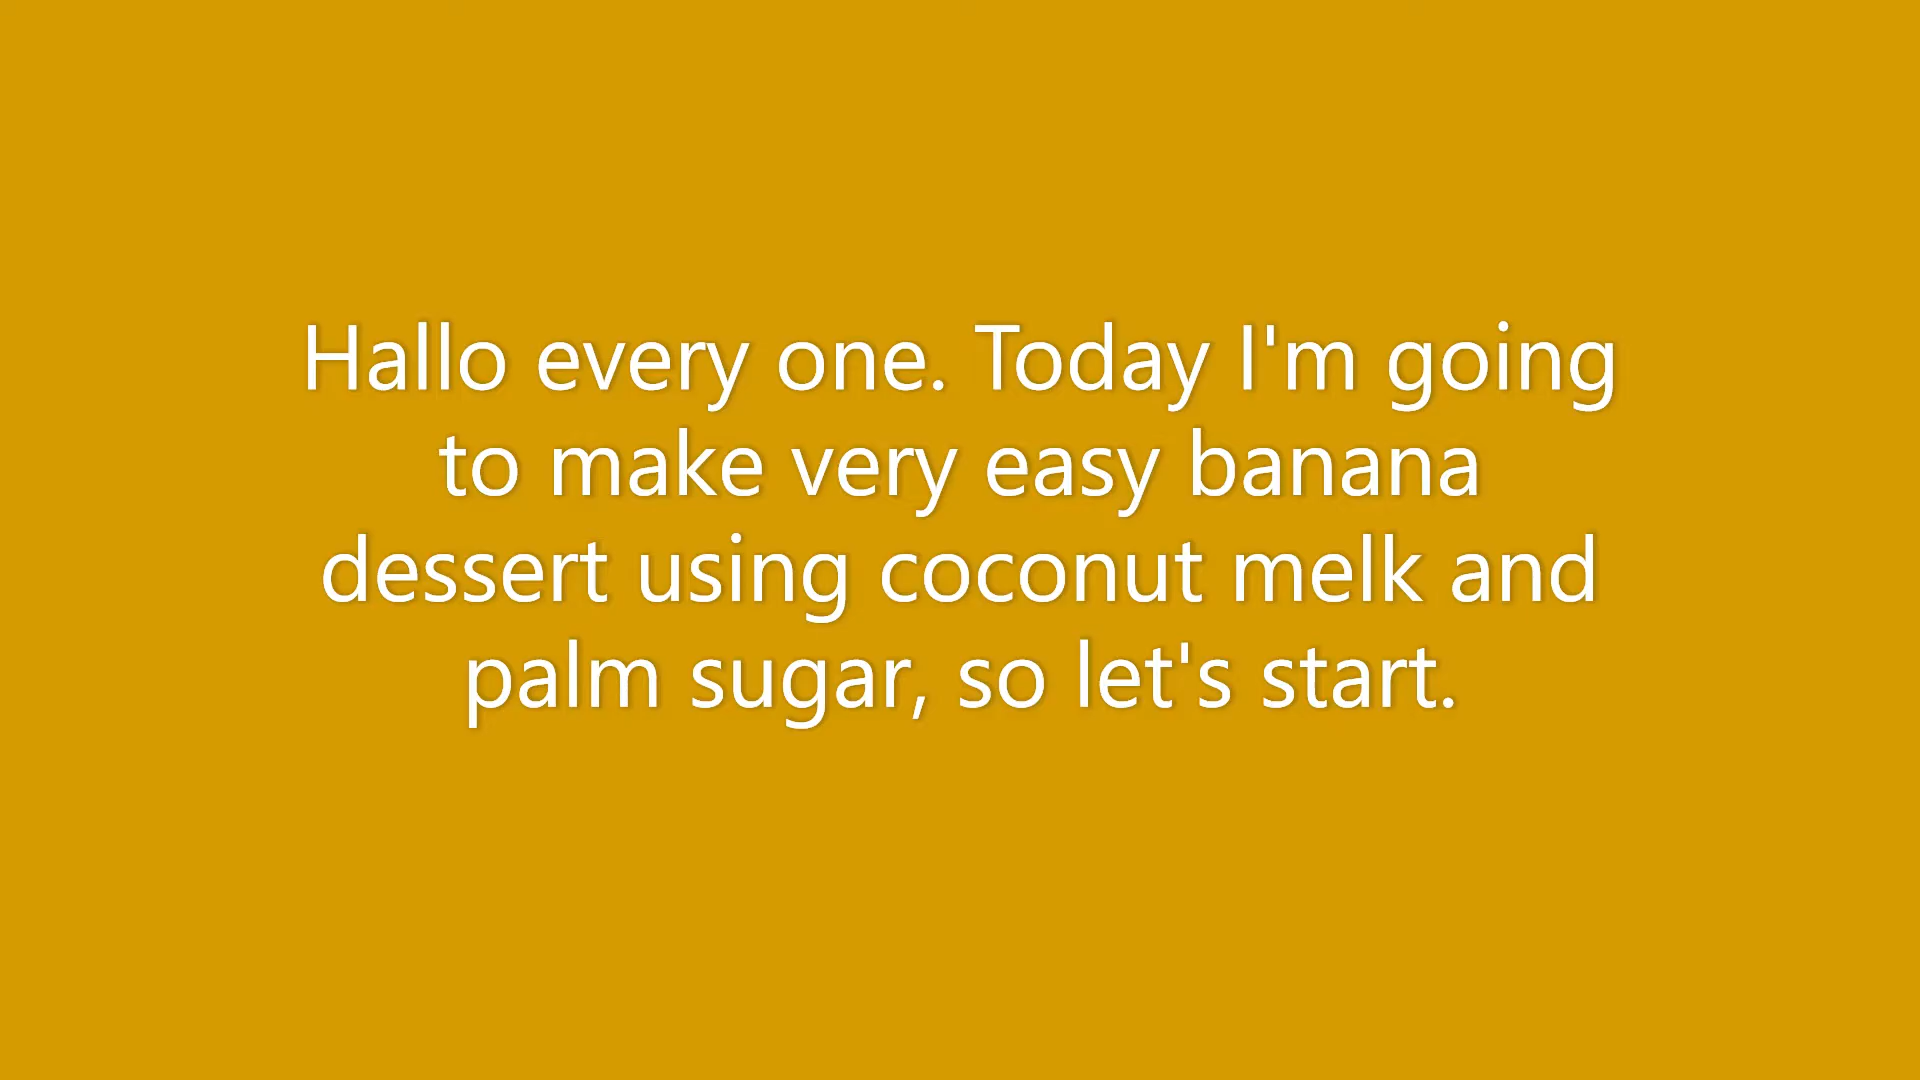 Hallo every one. Today I'm going
to make very easy banana
dessert using coconut melk and
palm sugar, so let's start.